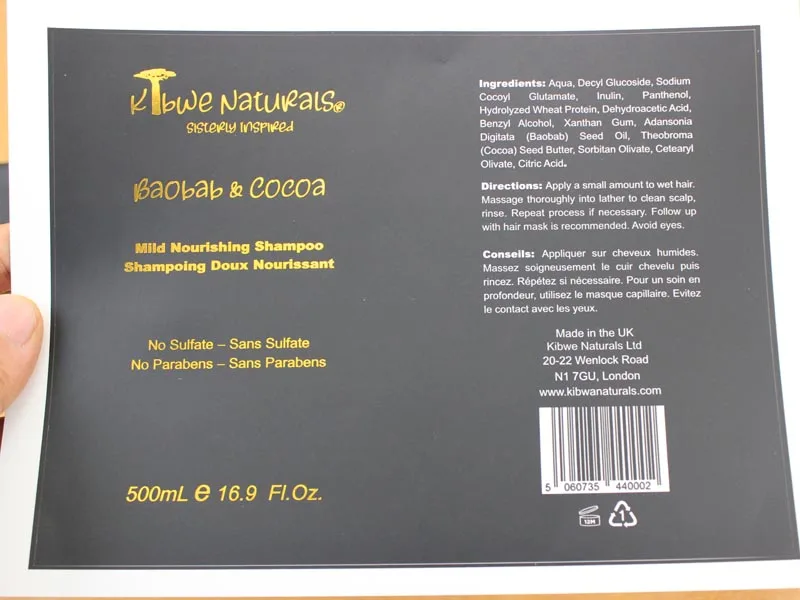 Kibwe Naturals®
Sisterly Inspired
Baobab & Cocoa
Mild Nourishing Shampoo
Shampoing Doux Nourissant
No Sulfate – Sans Sulfate
No Parabens – Sans Parabens
500mL e 16.9 Fl.Oz.
Ingredients: Aqua, Decyl Glucoside, Sodium
Cocoyl Glutamate, Inulin, Panthenol,
Hydrolyzed Wheat Protein, Dehydroacetic Acid,
Benzyl Alcohol, Xanthan Gum, Adansonia
Digitata (Baobab) Seed Oil, Theobroma
(Cocoa) Seed Butter, Sorbitan Olivate, Cetearyl
Olivate, Citric Acid.
Directions: Apply a small amount to wet hair.
Massage thoroughly into lather to clean scalp,
rinse. Repeat process if necessary. Follow up
with hair mask is recommended. Avoid eyes.
Conseils: Appliquer sur cheveux humides.
Massez soigneusement le cuir chevelu puis
rincez. Répétez si nécessaire. Pour un soin en
profondeur, utilisez le masque capillaire. Evitez
le contact avec les yeux.
Made in the UK
Kibwe Naturals Ltd
20-22 Wenlock Road
N1 7GU, London
www.kibwanaturals.com
5 060735 440002
12M
1